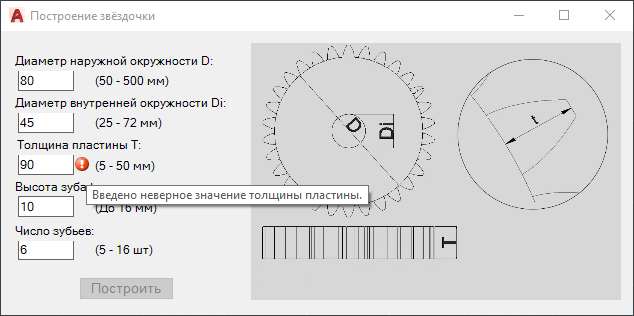 Построение звёздочки
Диаметр наружной окружности D:
80 (50 - 500 мм)
Диаметр внутренней окружности Di:
45 (25 - 72 мм)
Толщина пластины T:
90 (5 - 50 мм)
Высота зуба
Введено неверное значение толщины пластины.
10 (До 16 мм)
Число зубьев:
6 (5 - 16 шт)
Построить
D
Di
t
T